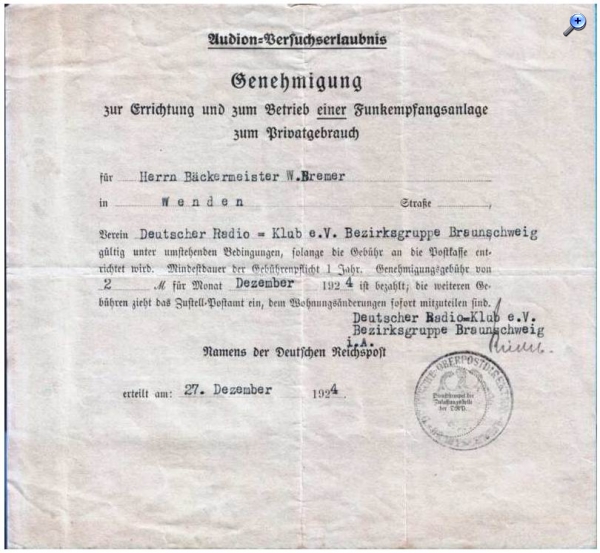 Audion-Versuchserlaubnis
Genehmigung
zur Errichtung und zum Betrieb einer Funkempfangsanlage
zum Privatgebrauch
für Herrn Bäckermeister W.Bremer
in Wenden Straße ,
Verein Deutscher Radio = Klub e.V. Bezirksgruppe Braunschweig
gültig unter umstehenden Bedingungen, solange die Gebühr an die Postkasse ent-
richtet wird. Mindestdauer der Gebührenpflicht 1 Jahr. Genehmigungsgebühr von
2 M für Monat Dezember 1924 ist bezahlt; die weiteren Ge-
bühren zieht das Zustell-Postamt ein, dem Wohnungsänderungen sofort mitzuteilen sind.
Deutscher Radio=Klub e.V.
Bezirksgruppe Braunschweig
i.A.
Namens der Deutschen Reichspost
erteilt am: 27. Dezember 1924.
OBERPOSTDIREKTION
der D.R.P.